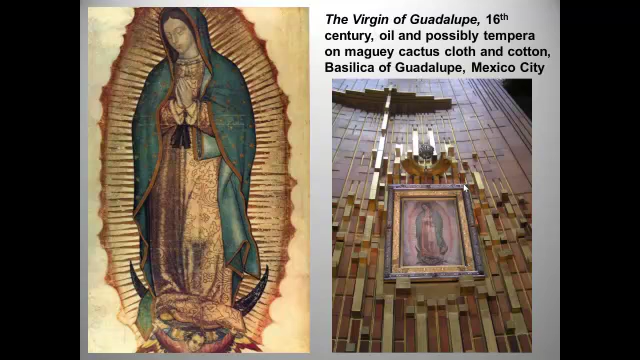 The Virgin of Guadalupe, 16th
century, oil and possibly tempera
on maguey cactus cloth and cotton,
Basilica of Guadalupe, Mexico City